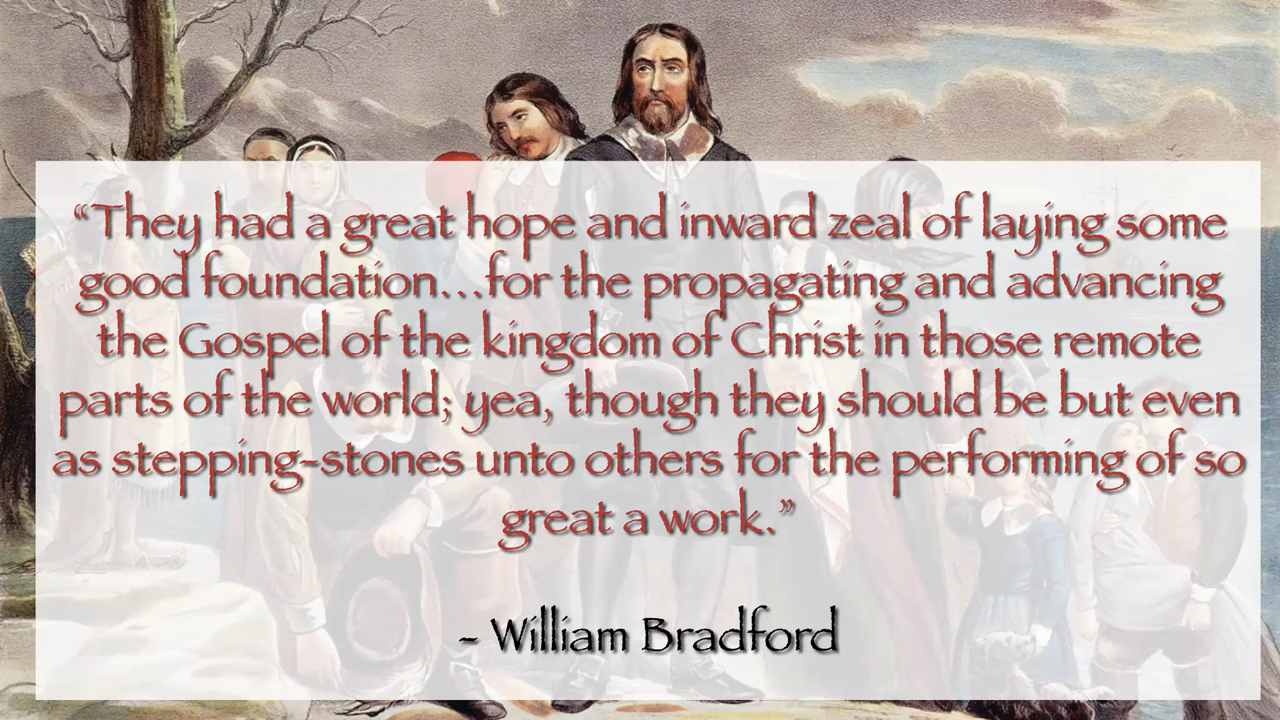 “They had a great hope and inward zeal of laying some
good foundation...for the propagating and advancing
the Gospel of the kingdom of Christ in those remote
parts of the world; yea, though they should be but even
as stepping-stones unto others for the performing of so
great a work.”
- William Bradford